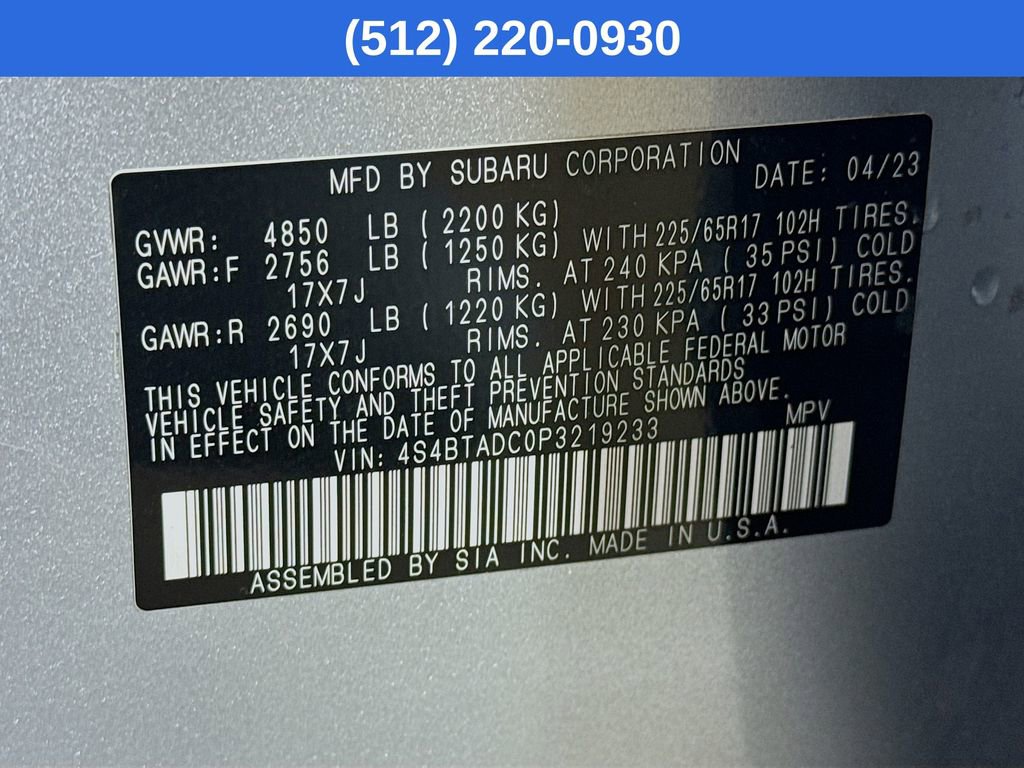 (512) 220-0930
MFD BY SUBARU CORPORATION DATE: 04/23
GVWR: 4850 LB ( 2200 KG)
GAWR:F 2756 LB ( 1250 KG) WITH 225/65R17 102H TIRES.
17X7J RIMS. AT 240 KPA ( 35 PSI) COLD
GAWR:R 2690 LB ( 1220 KG) WITH 225/65R17 102H TIRES.
17X7J RIMS. AT 230 KPA ( 33 PSI) COLD
THIS VEHICLE CONFORMS TO ALL APPLICABLE FEDERAL MOTOR
VEHICLE SAFETY AND THEFT PREVENTION STANDARDS
IN EFFECT ON THE DATE OF MANUFACTURE SHOWN ABOVE.
VIN: 4S4BTADC0P3219233 MPV
ASSEMBLED BY SIA INC. MADE IN U.S.A.